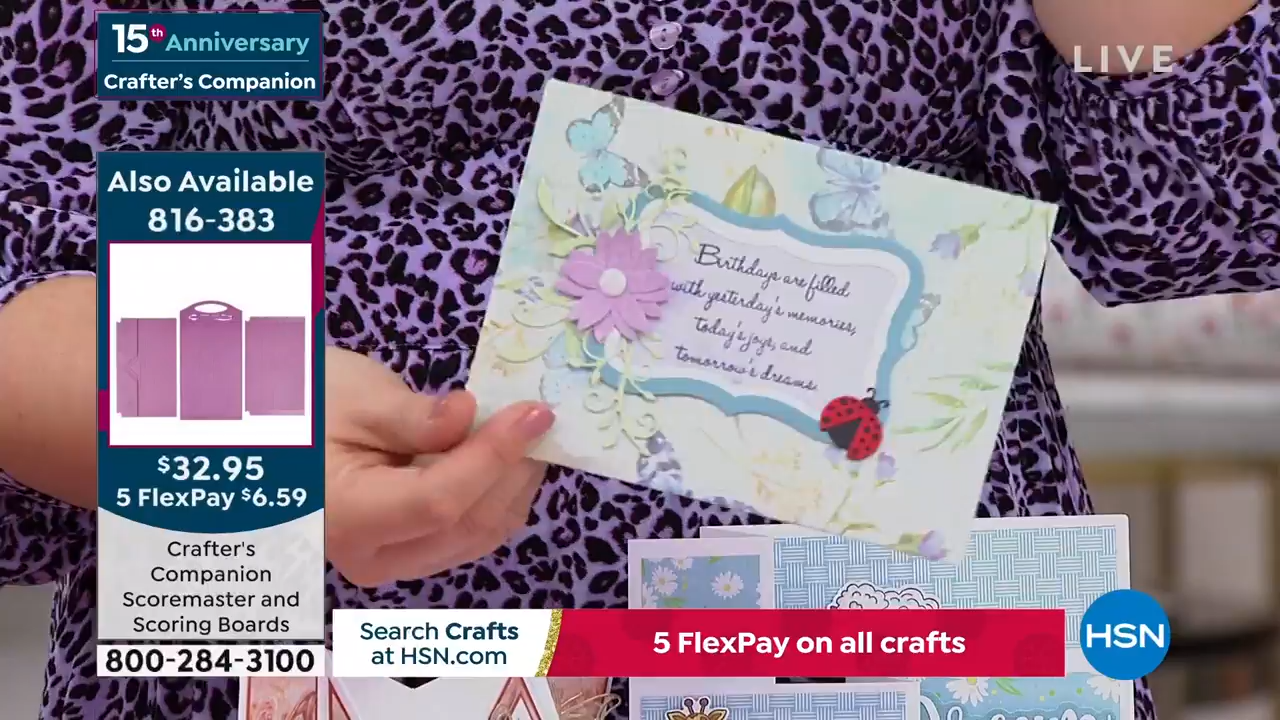 15th Anniversary
Crafter's Companion
LIVE
Also Available
816-383
$32.95
5 FlexPay $6.59
Crafter's
Companion
Scoremaster and
Scoring Boards
800-284-3100
Birthdays are filled
with yesterday's memories,
today's joys, and
tomorrow's dreams.
Search Crafts
at HSN.com
5 FlexPay on all crafts
HSN